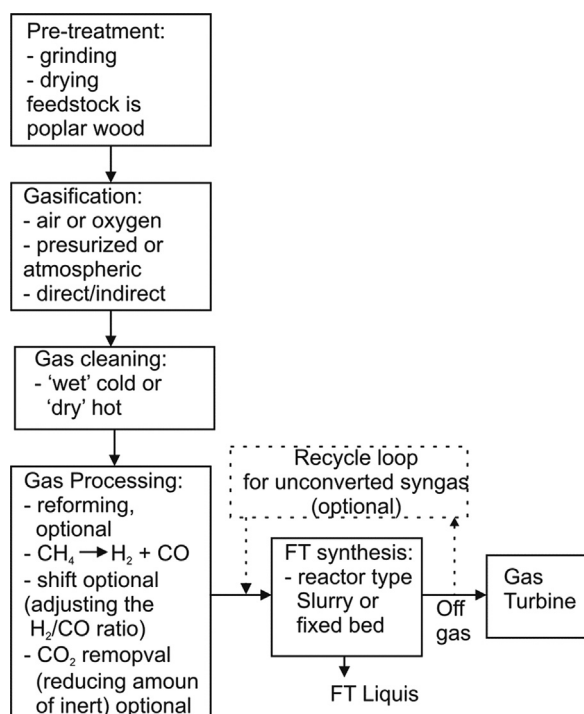 Pre-treatment:
- grinding
- drying
feedstock is
poplar wood
Gasification:
- air or oxygen
- presurized or
atmospheric
- direct/indirect
Gas cleaning:
- ‘wet’ cold or
‘dry’ hot
Gas Processing:
- reforming,
optional
- CH₄ → H₂ + CO
- shift optional
(adjusting the
H₂/CO ratio)
- CO₂ remopval
(reducing amoun
of inert) optional
Recycle loop
for unconverted syngas
(optional)
FT synthesis:
- reactor type
Slurry or
fixed bed
FT Liquis
Off
gas
Gas
Turbine